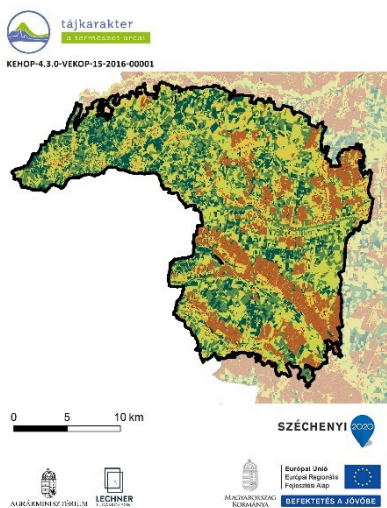 tájkarakter
a természet arcai
KEHOP-4.3.0-VEKOP-15-2016-00001
0 5 10 km
SZÉCHENYI 2020
AGRÁRMINISZTÉRIUM
LECHNER
MAGYARORSZÁG
KORMÁNYA
Európai Unió
Európai Regionális
Fejlesztési Alap
BEFEKTETÉS A JÖVŐBE